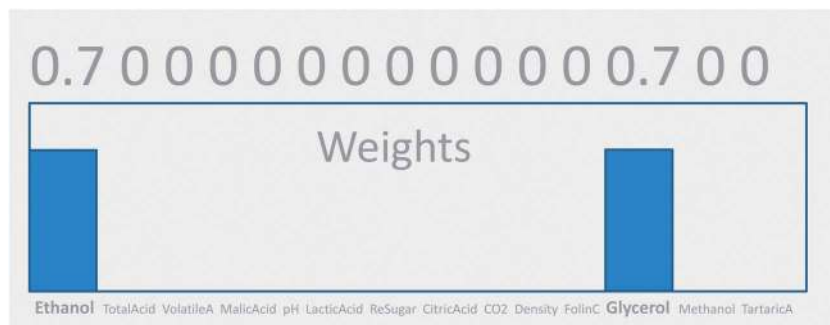 0.7 0 0 0 0 0 0 0 0 0 0 0 0.7 0 0
Weights
Ethanol TotalAcid VolatileA MalicAcid pH LacticAcid ReSugar CitricAcid CO2 Density FolinC Glycerol Methanol TartaricA